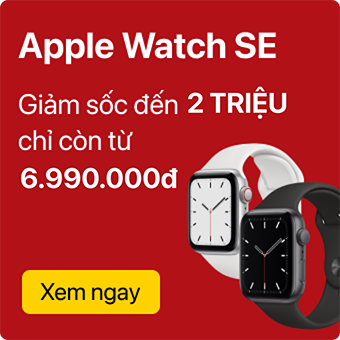 Apple Watch SE
Giảm sốc đến 2 TRIỆU
chỉ còn từ
6.990.000đ
Xem ngay